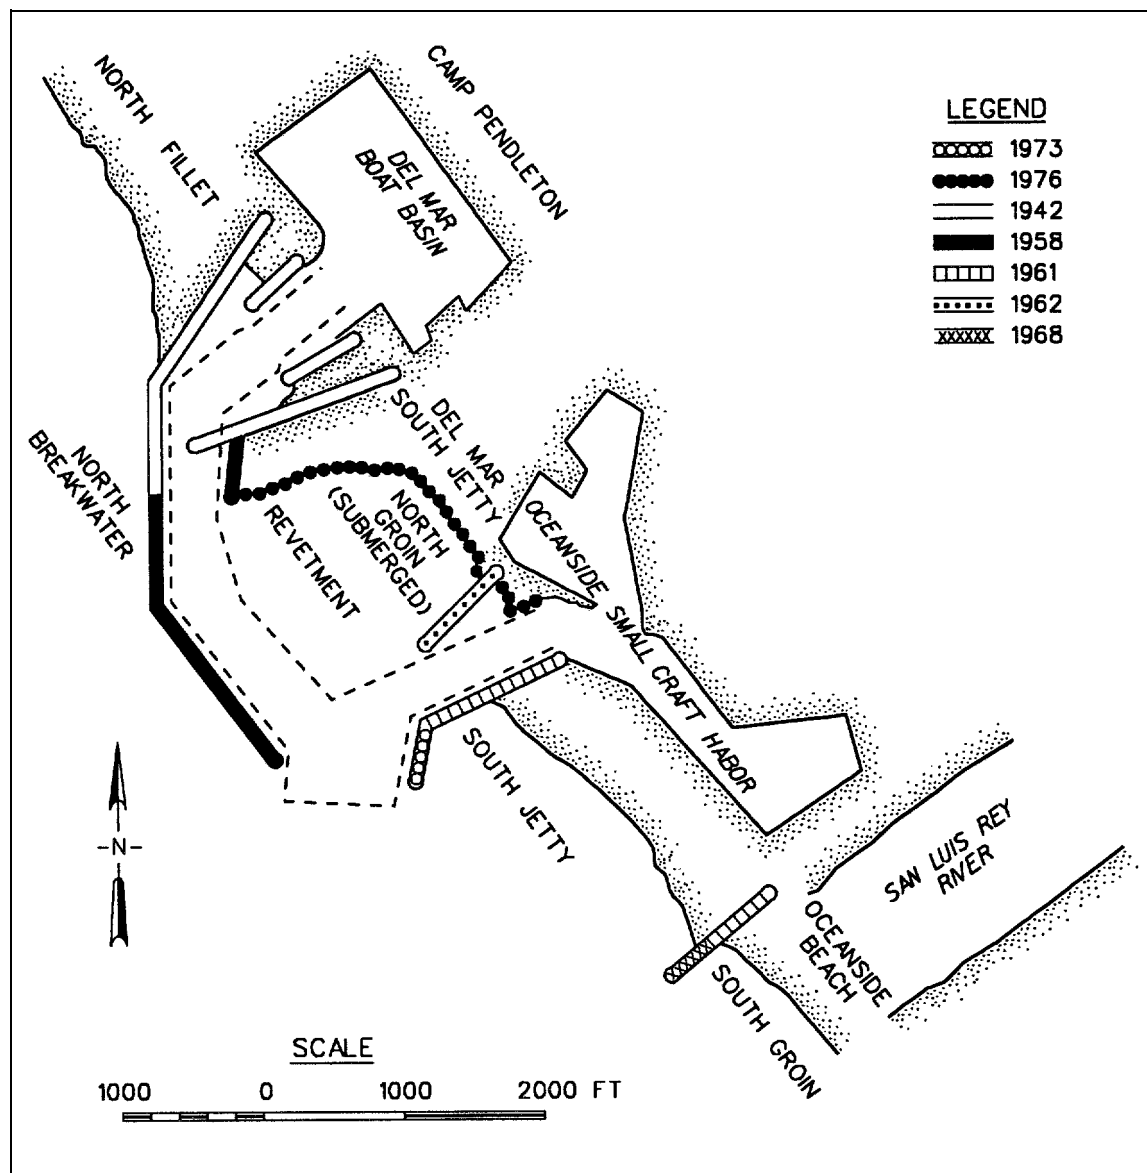 NORTH FILLET
CAMP PENDLETON
DEL MAR
BOAT BASIN
LEGEND
1973
1976
1942
1958
1961
1962
1968
NORTH
BREAKWATER
DEL MAR
SOUTH JETTY
REVETMENT
NORTH
GROIN
(SUBMERGED)
OCEANSIDE SMALL CRAFT HABOR
SOUTH JETTY
SAN LUIS REY
RIVER
OCEANSIDE
BEACH
SOUTH GROIN
-N-
SCALE
1000 0 1000 2000 FT